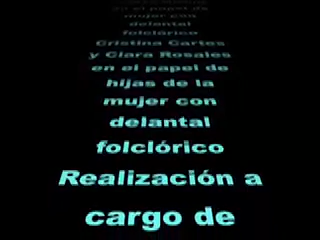 en el papel de
mujer con
delantal
folclórico
Cristina Cartes
y Clara Rosales
en el papel de
hijas de la
mujer con
delantal
folclórico
Realización a
cargo de